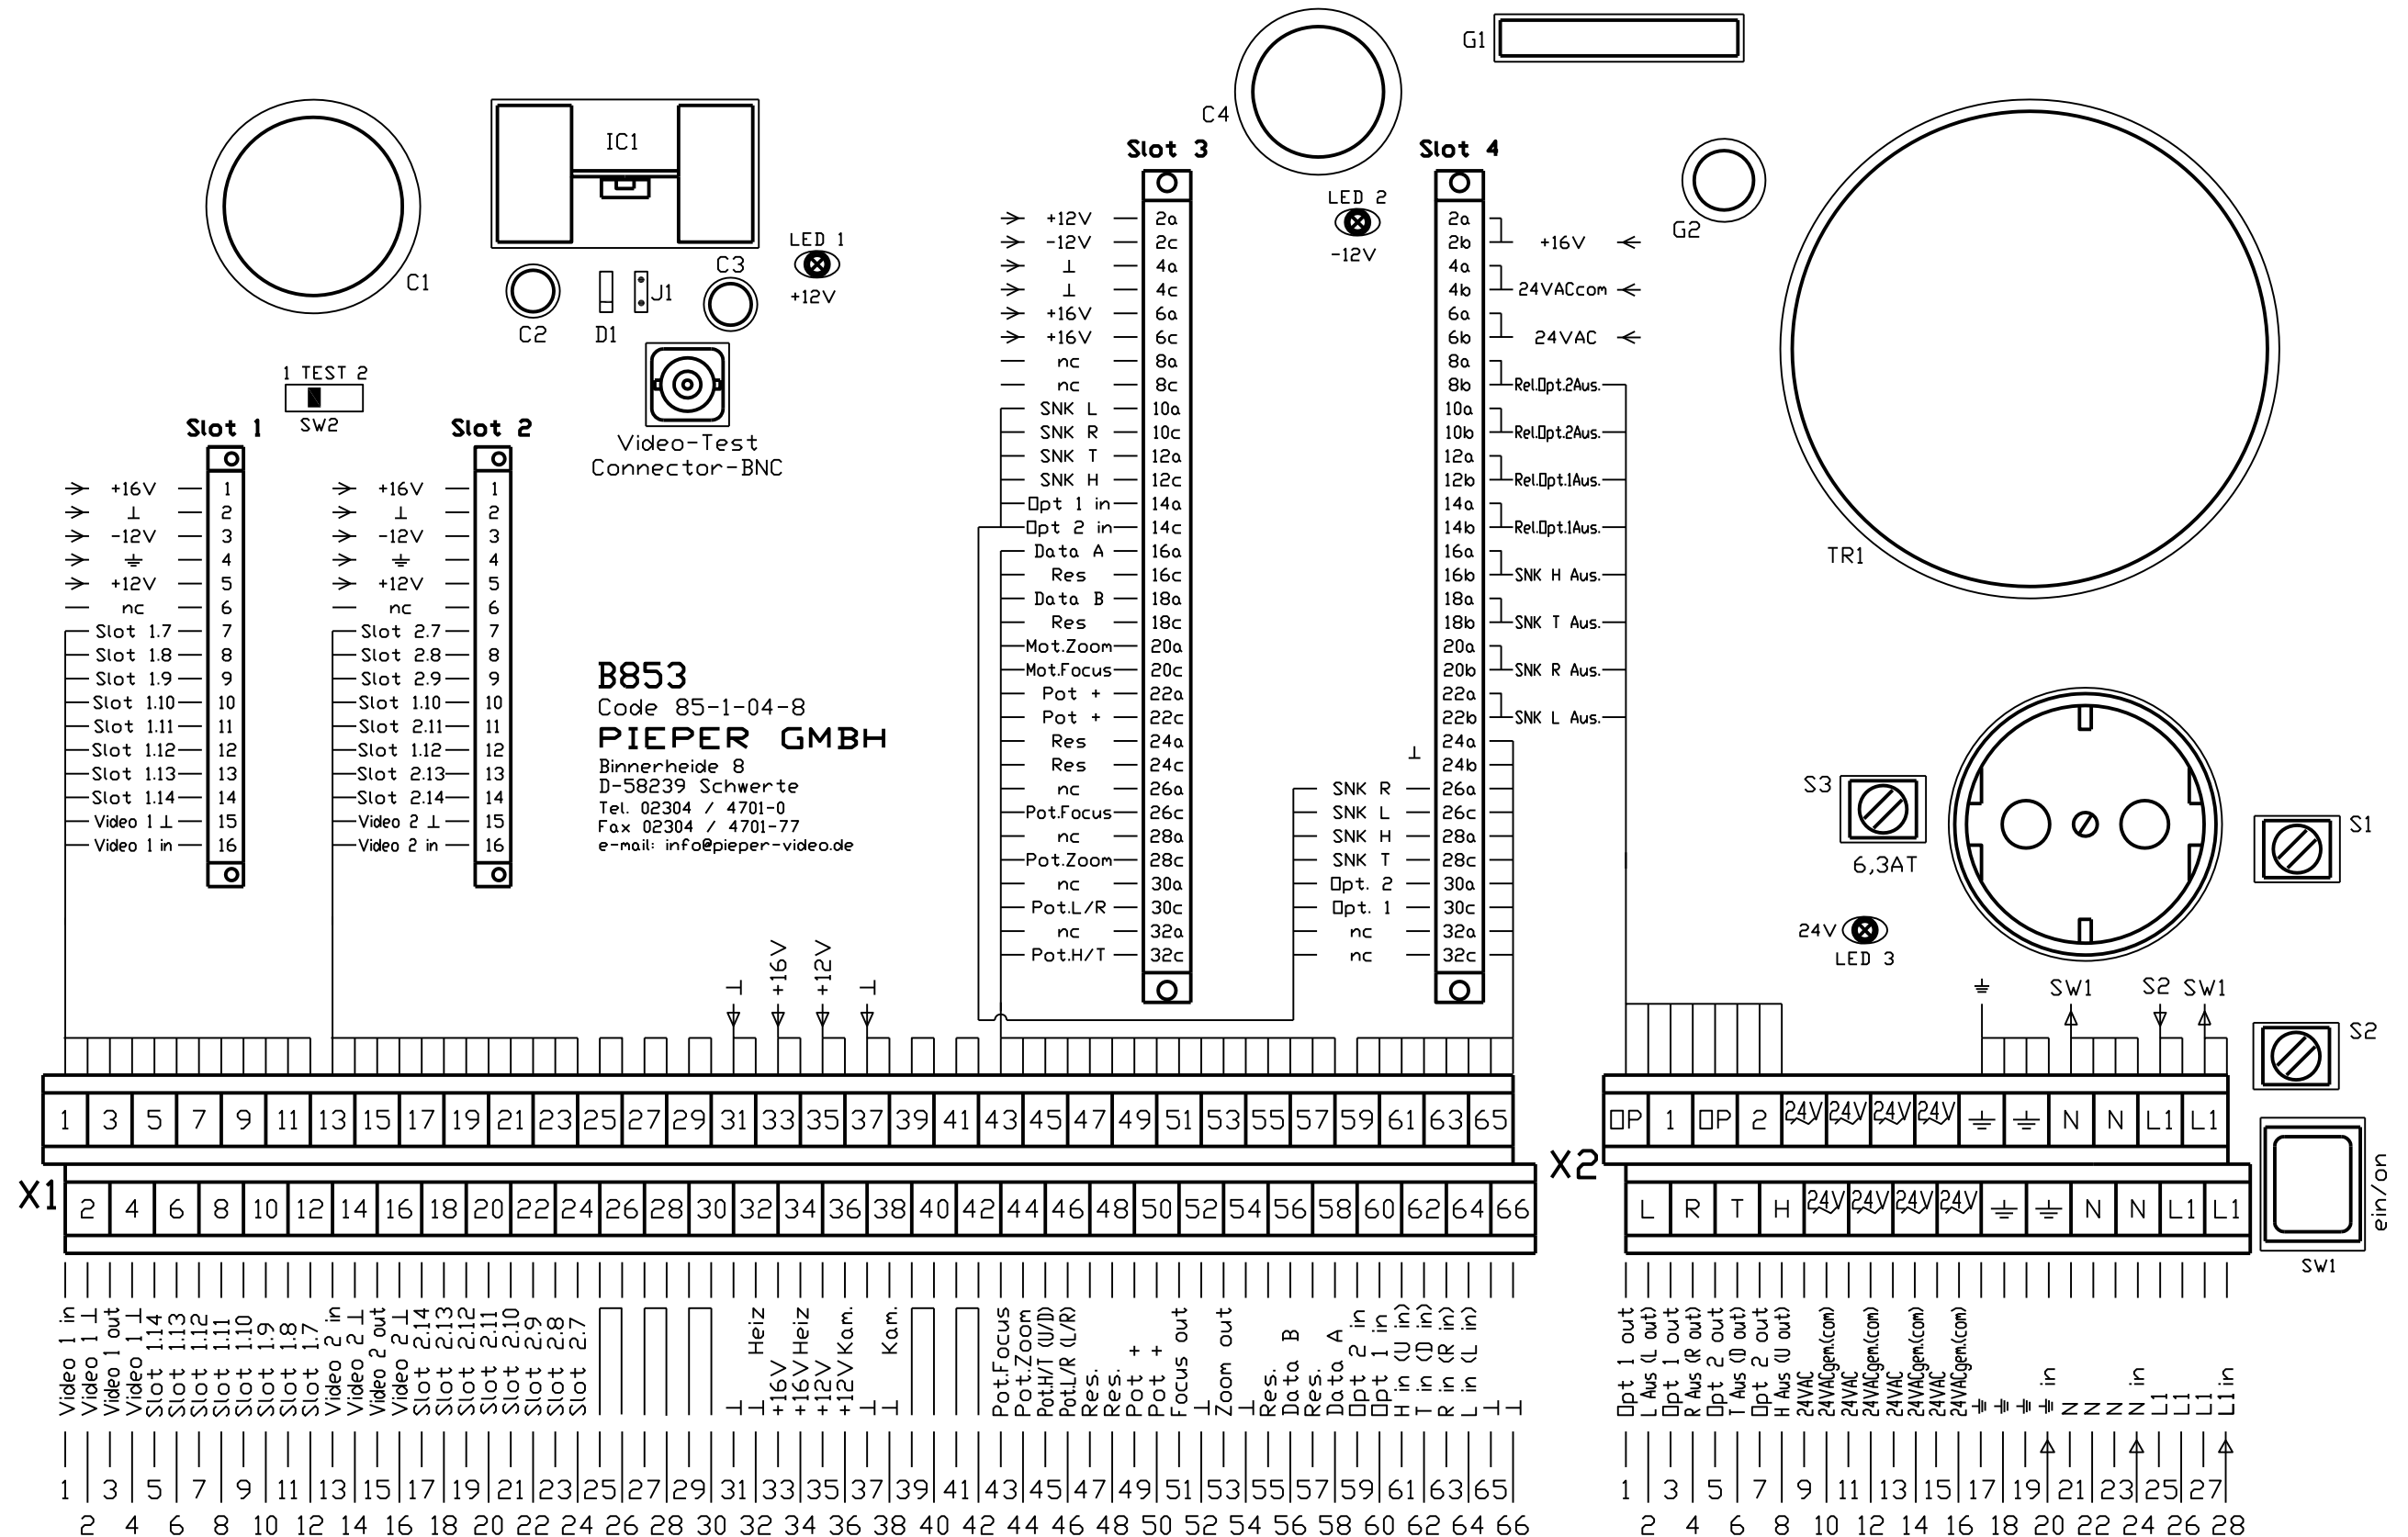 G1
C4
IC1
Slot 3
Slot 4
LED 2
-12V
G2
C1
LED 1
+12V
C3
C2
D1
J1
1 TEST 2
SW2
Video-Test
Connector-BNC
TR1
Slot 1
+16V 1
⊥ 2
-12V 3
⏚ 4
+12V 5
nc 6
Slot 1.7 7
Slot 1.8 8
Slot 1.9 9
Slot 1.10 10
Slot 1.11 11
Slot 1.12 12
Slot 1.13 13
Slot 1.14 14
Video 1 ⊥ 15
Video 1 in 16
Slot 2
+16V 1
⊥ 2
-12V 3
⏚ 4
+12V 5
nc 6
Slot 2.7 7
Slot 2.8 8
Slot 2.9 9
Slot 1.10 10
Slot 2.11 11
Slot 1.12 12
Slot 2.13 13
Slot 2.14 14
Video 2 ⊥ 15
Video 2 in 16
B853
Code 85-1-04-8
PIEPER GMBH
Binnerheide 8
D-58239 Schwerte
Tel. 02304 / 4701-0
Fax 02304 / 4701-77
e-mail: info@pieper-video.de
+12V 2a
-12V 2c
⊥ 4a
⊥ 4c
+16V 6a
+16V 6c
nc 8a
nc 8c
SNK L 10a
SNK R 10c
SNK T 12a
SNK H 12c
Opt 1 in 14a
Opt 2 in 14c
Data A 16a
Res 16c
Data B 18a
Res 18c
Mot.Zoom 20a
Mot.Focus 20c
Pot + 22a
Pot + 22c
Res 24a
Res 24c
nc 26a
Pot.Focus 26c
nc 28a
Pot.Zoom 28c
nc 30a
Pot.L/R 30c
nc 32a
Pot.H/T 32c
2a
2b +16V
4a
4b 24VACcom
6a
6b 24VAC
8a
8b Rel.Opt.2Aus.
10a
10b Rel.Opt.2Aus.
12a
12b Rel.Opt.1Aus.
14a
14b Rel.Opt.1Aus.
16a
16b SNK H Aus.
18a
18b SNK T Aus.
20a
20b SNK R Aus.
22a
22b SNK L Aus.
24a
⊥ 24b
SNK R 26a
SNK L 26c
SNK H 28a
SNK T 28c
Opt. 2 30a
Opt. 1 30c
nc 32a
nc 32c
S3
6,3AT
24V
LED 3
S1
S2
⊥ +16V +12V ⊥
⏚ SW1 S2 SW1
1 3 5 7 9 11 13 15 17 19 21 23 25 27 29 31 33 35 37 39 41 43 45 47 49 51 53 55 57 59 61 63 65
X1
2 4 6 8 10 12 14 16 18 20 22 24 26 28 30 32 34 36 38 40 42 44 46 48 50 52 54 56 58 60 62 64 66
OP 1 OP 2 24V 24V 24V 24V ⏚ ⏚ N N L1 L1
X2
L R T H 24V 24V 24V 24V ⏚ ⏚ N N L1 L1
ein/on
SW1
Video 1 in
Video 1 ⊥
Video 1 out
Video 1 ⊥
Slot 1.14
Slot 1.13
Slot 1.12
Slot 1.11
Slot 1.10
Slot 1.9
Slot 1.8
Slot 1.7
Video 2 in
Video 2 ⊥
Video 2 out
Video 2 ⊥
Slot 2.14
Slot 2.13
Slot 2.12
Slot 2.11
Slot 2.10
Slot 2.9
Slot 2.8
Slot 2.7
⊥
⊥ Heiz
+16V
+16V Heiz
+12V
+12V Kam.
⊥
⊥ Kam.
Pot.Focus
Pot.Zoom
Pot.H/T (U/D)
Pot.L/R (L/R)
Res.
Res.
Pot +
Pot +
Focus out
⊥
Zoom out
⊥
Res.
Data B
Res.
Data A
Opt 2 in
Opt 1 in
H in (U in)
T in (D in)
R in (R in)
L in (L in)
⊥
⊥
Opt 1 out
L Aus (L out)
Opt 1 out
R Aus (R out)
Opt 2 out
T Aus (D out)
Opt 2 out
H Aus (U out)
24VAC
24VACgem.(com)
24VAC
24VACgem.(com)
24VAC
24VACgem.(com)
24VAC
24VACgem.(com)
⏚
⏚
⏚
⏚ in
N
N
N
N in
L1
L1
L1
L1 in
1 3 5 7 9 11 13 15 17 19 21 23 25 27 29 31 33 35 37 39 41 43 45 47 49 51 53 55 57 59 61 63 65
2 4 6 8 10 12 14 16 18 20 22 24 26 28 30 32 34 36 38 40 42 44 46 48 50 52 54 56 58 60 62 64 66
1 3 5 7 9 11 13 15 17 19 21 23 25 27
2 4 6 8 10 12 14 16 18 20 22 24 26 28